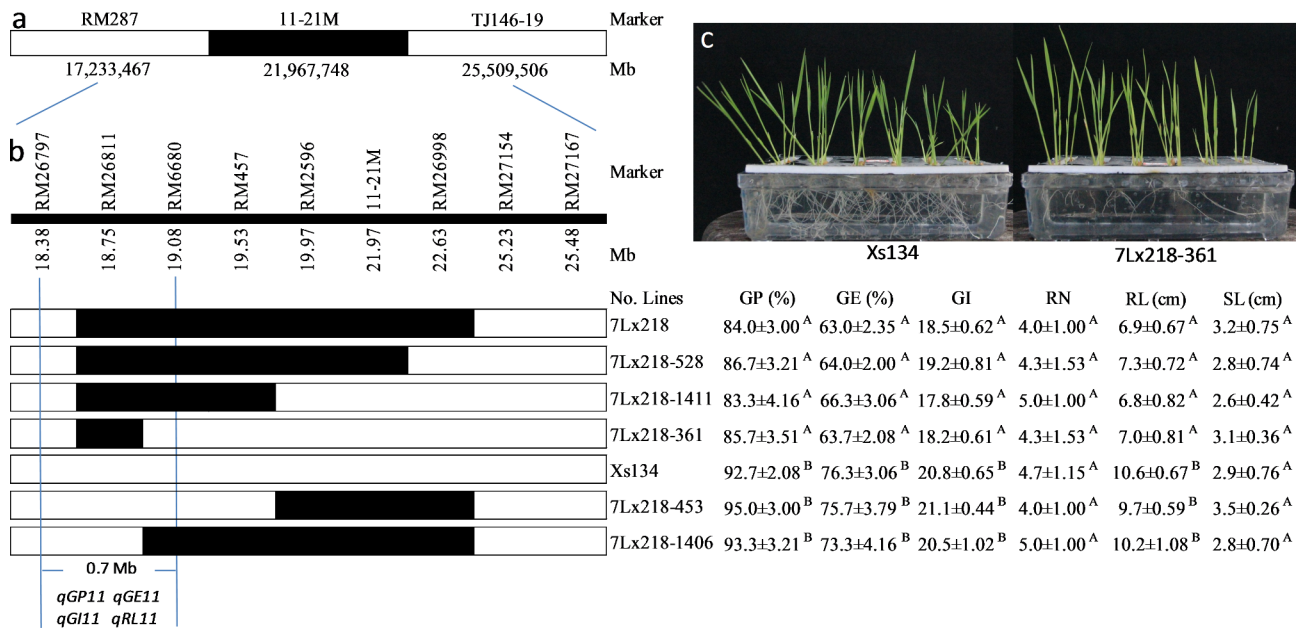 a
RM287 11-21M TJ146-19 Marker
17,233,467 21,967,748 25,509,506 Mb
b
RM26797 RM26811 RM6680 RM457 RM2596 11-21M RM26998 RM27154 RM27167 Marker
18.38 18.75 19.08 19.53 19.97 21.97 22.63 25.23 25.48 Mb
c
Xs134 7Lx218-361
No. Lines GP (%) GE (%) GI RN RL (cm) SL (cm)
7Lx218 84.0±3.00 A 63.0±2.35 A 18.5±0.62 A 4.0±1.00 A 6.9±0.67 A 3.2±0.75 A
7Lx218-528 86.7±3.21 A 64.0±2.00 A 19.2±0.81 A 4.3±1.53 A 7.3±0.72 A 2.8±0.74 A
7Lx218-1411 83.3±4.16 A 66.3±3.06 A 17.8±0.59 A 5.0±1.00 A 6.8±0.82 A 2.6±0.42 A
7Lx218-361 85.7±3.51 A 63.7±2.08 A 18.2±0.61 A 4.3±1.53 A 7.0±0.81 A 3.1±0.36 A
Xs134 92.7±2.08 B 76.3±3.06 B 20.8±0.65 B 4.7±1.15 A 10.6±0.67 B 2.9±0.76 A
7Lx218-453 95.0±3.00 B 75.7±3.79 B 21.1±0.44 B 4.0±1.00 A 9.7±0.59 B 3.5±0.26 A
7Lx218-1406 93.3±3.21 B 73.3±4.16 B 20.5±1.02 B 5.0±1.00 A 10.2±1.08 B 2.8±0.70 A
0.7 Mb
qGP11 qGE11
qGI11 qRL11